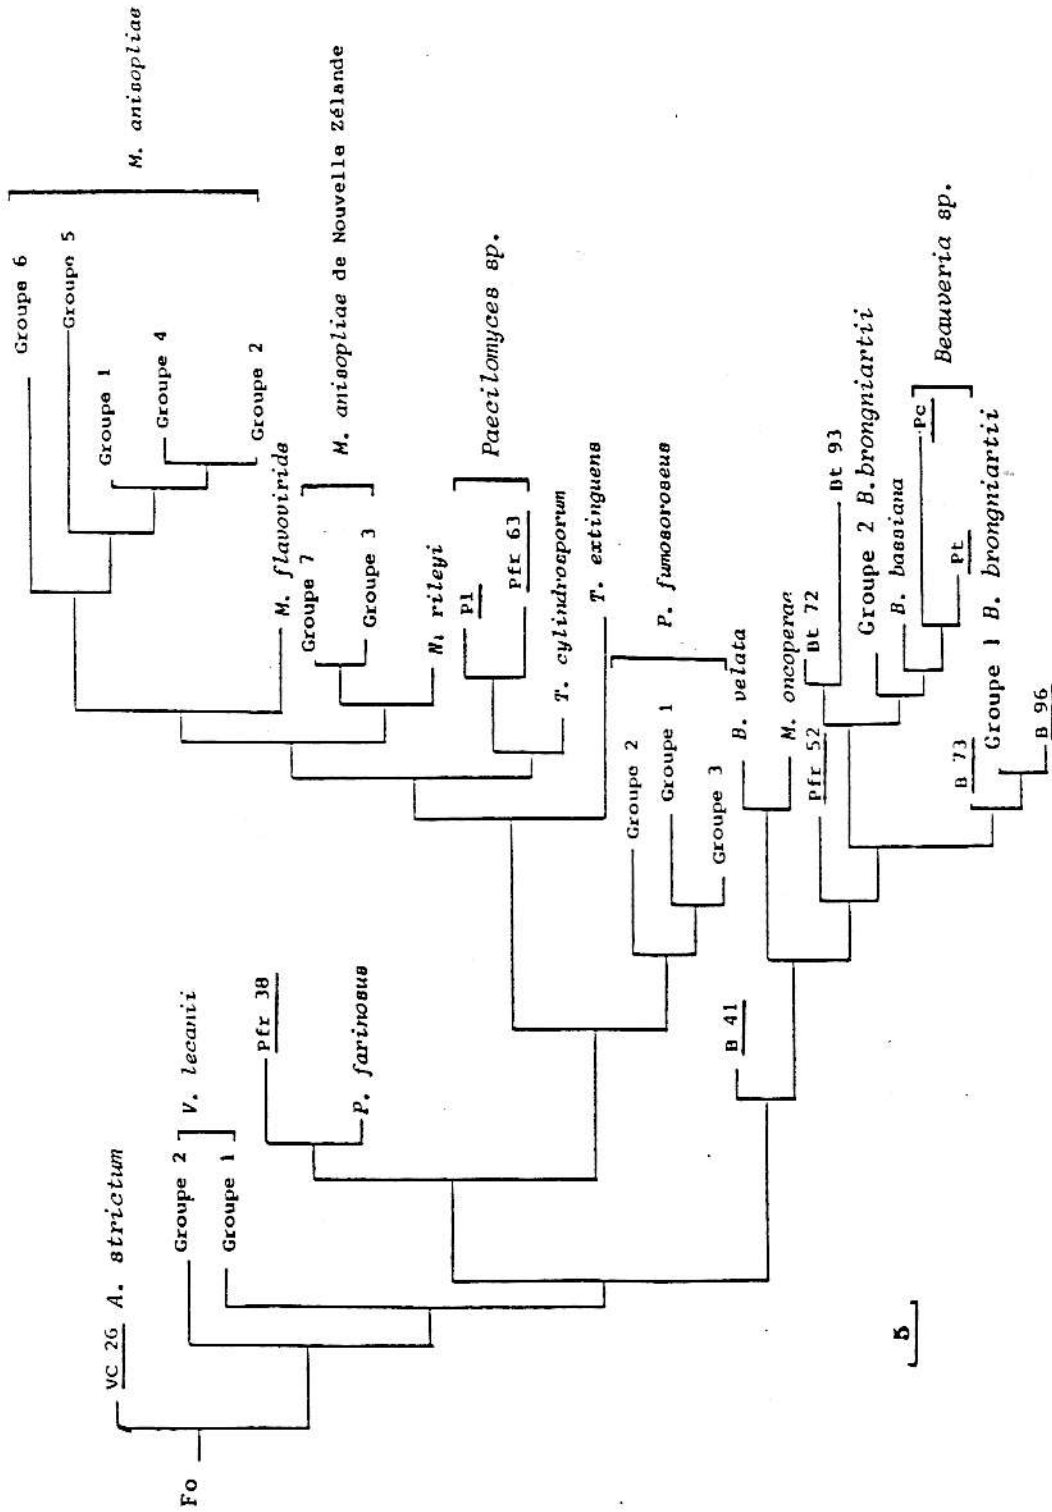 Fo
VC 26 A. strictum
Groupe 2
Groupe 1
V. lecanii
Pfr 38
P. farinosus
Groupe 6
Groupe 5
Groupe 1
Groupe 4
Groupe 2
M. anisopliae
M. flavoviride
Groupe 7
Groupe 3
M. anisopliae de Nouvelle Zélande
N. rileyi
Pl
Pfr 63
Paecilomyces sp.
T. cylindrosporum
T. extinguens
Groupe 2
Groupe 1
Groupe 3
P. fumosoroseus
B 41
B. velata
M. oncoperae
Pfr 52
Bt 72
Bt 93
Groupe 2 B. brongniartii
B. bassiana
Pc
Pt
Beauveria sp.
B 73
Groupe 1 B. brongniartii
B 96
5